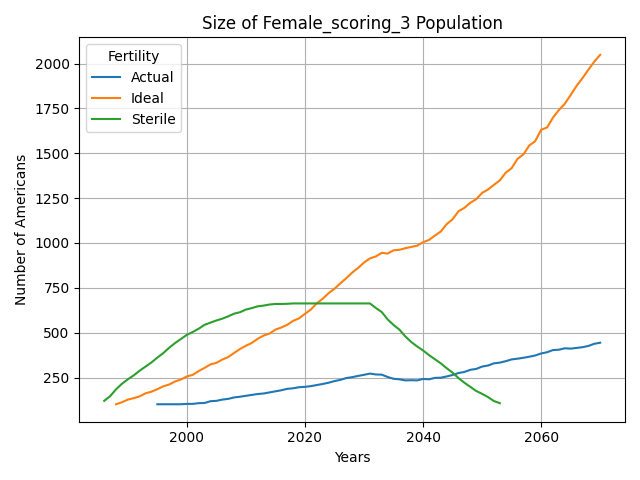 Size of Female_scoring_3 Population
Fertility
Actual
Ideal
Sterile
Number of Americans
2000
1750
1500
1250
1000
750
500
250
2000
2020
2040
2060
Years